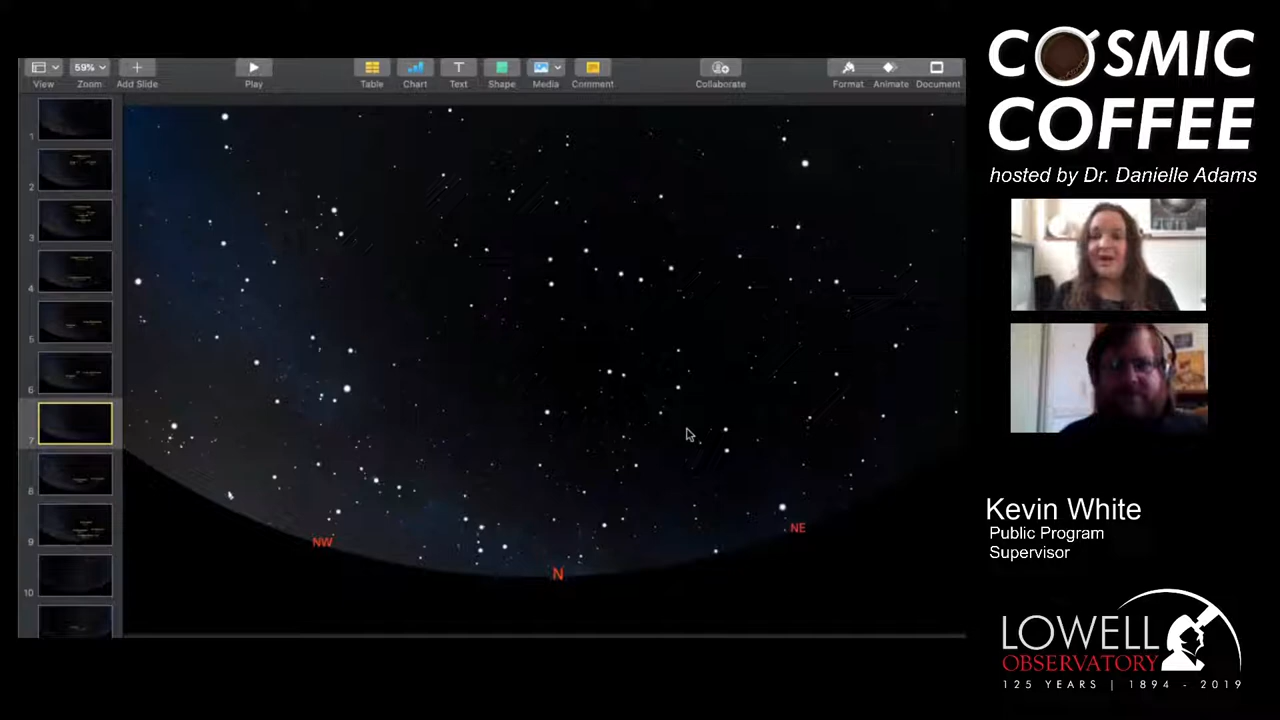 59%
View
Zoom
Add Slide
Play
Table
Chart
Text
Shape
Media
Comment
Collaborate
Format
Animate
Document
1
2
3
4
5
6
7
8
9
10
NW
N
NE
COSMIC
COFFEE
hosted by Dr. Danielle Adams
Kevin White
Public Program
Supervisor
LOWELL
OBSERVATORY
125 YEARS | 1894 - 2019